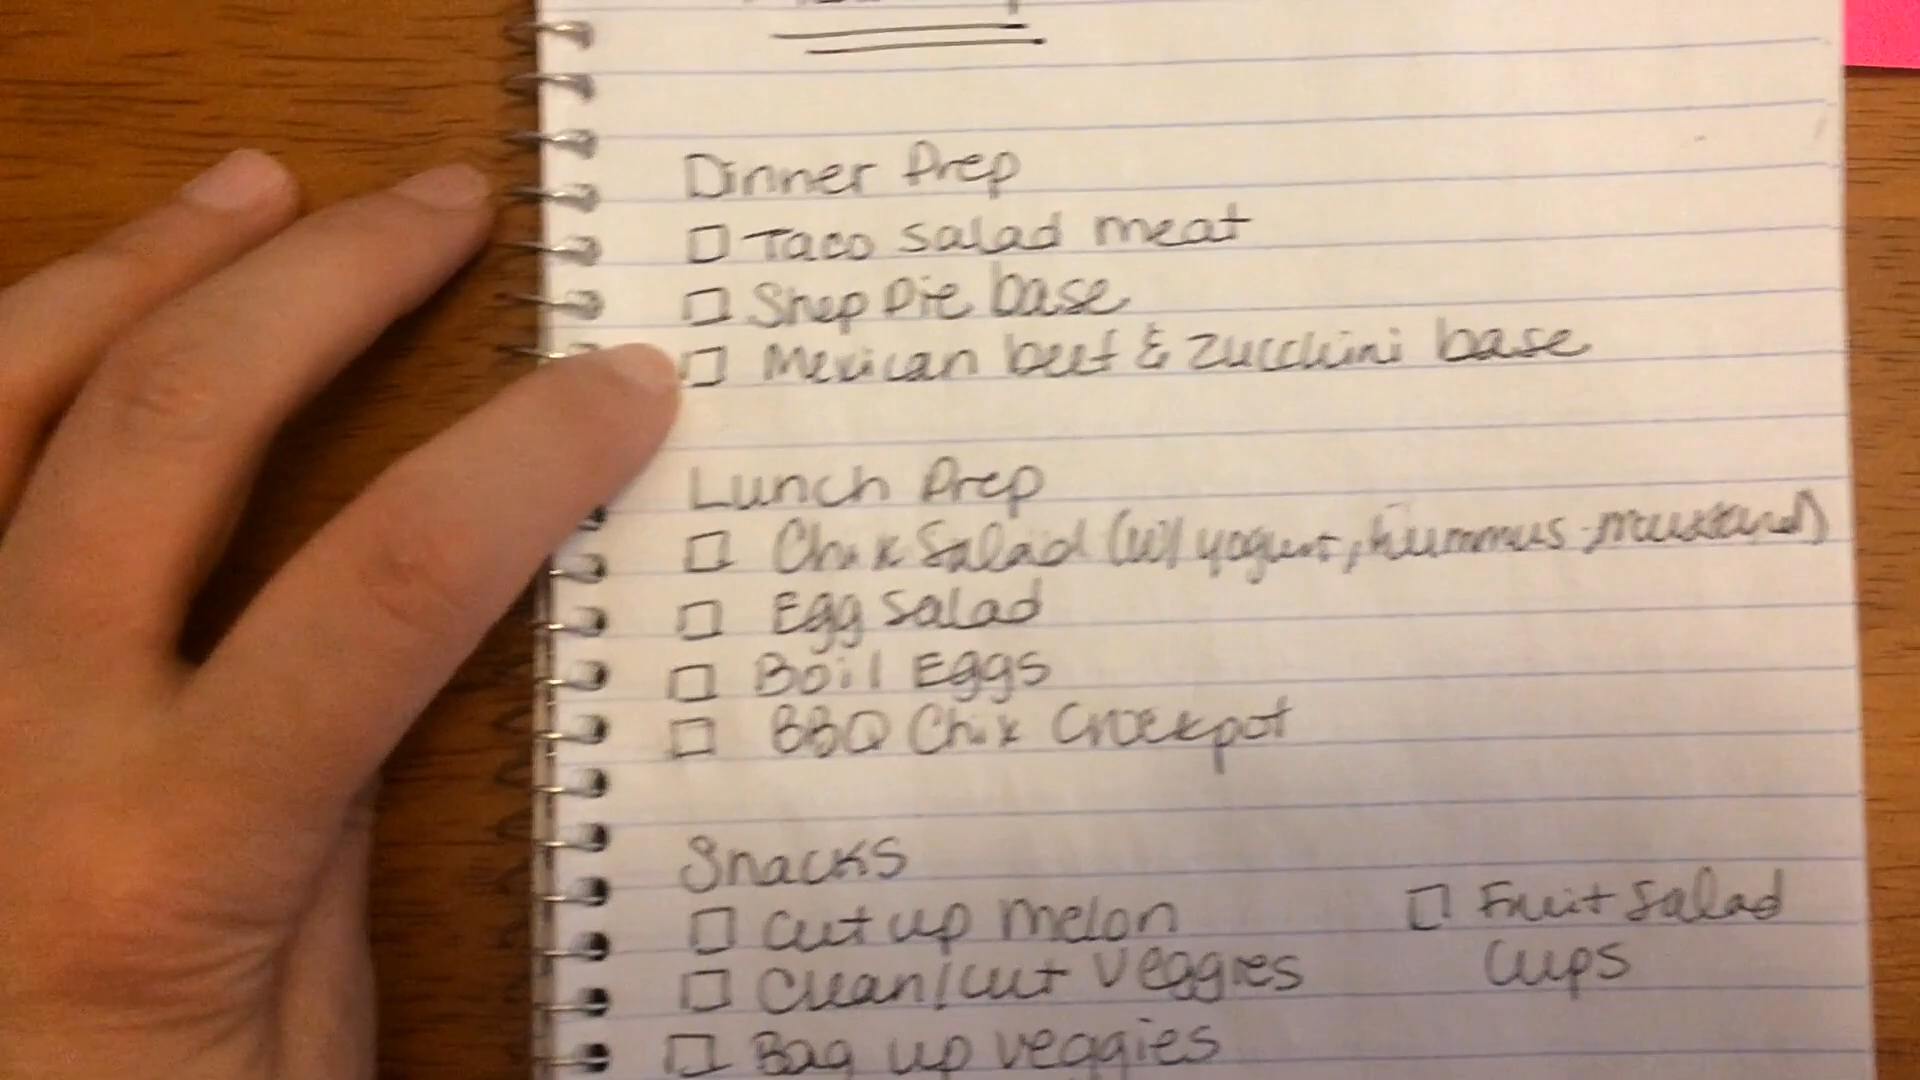 Dinner Prep
Taco salad meat
Shep Pie base
Mexican beef & zucchini base
Lunch Prep
Chik Salad (w/ yogurt, hummus, mustard)
Egg Salad
Boil Eggs
BBQ Chix Crockpot
Snacks
Cut up Melon
Clean/cut Veggies
Bag up veggies
Fruit Salad
Cups